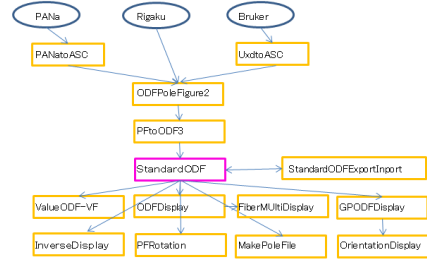 PANa
Rigaku
Bruker
PANatoASC
UxdtoASC
ODFPoleFigure2
PFtoODF3
StandardODF
StandardODFExportInport
ValueODF-VF
ODFDisplay
FiberMUltiDisplay
GPODFDisplay
InverseDisplay
PFRotation
MakePoleFile
OrientationDisplay